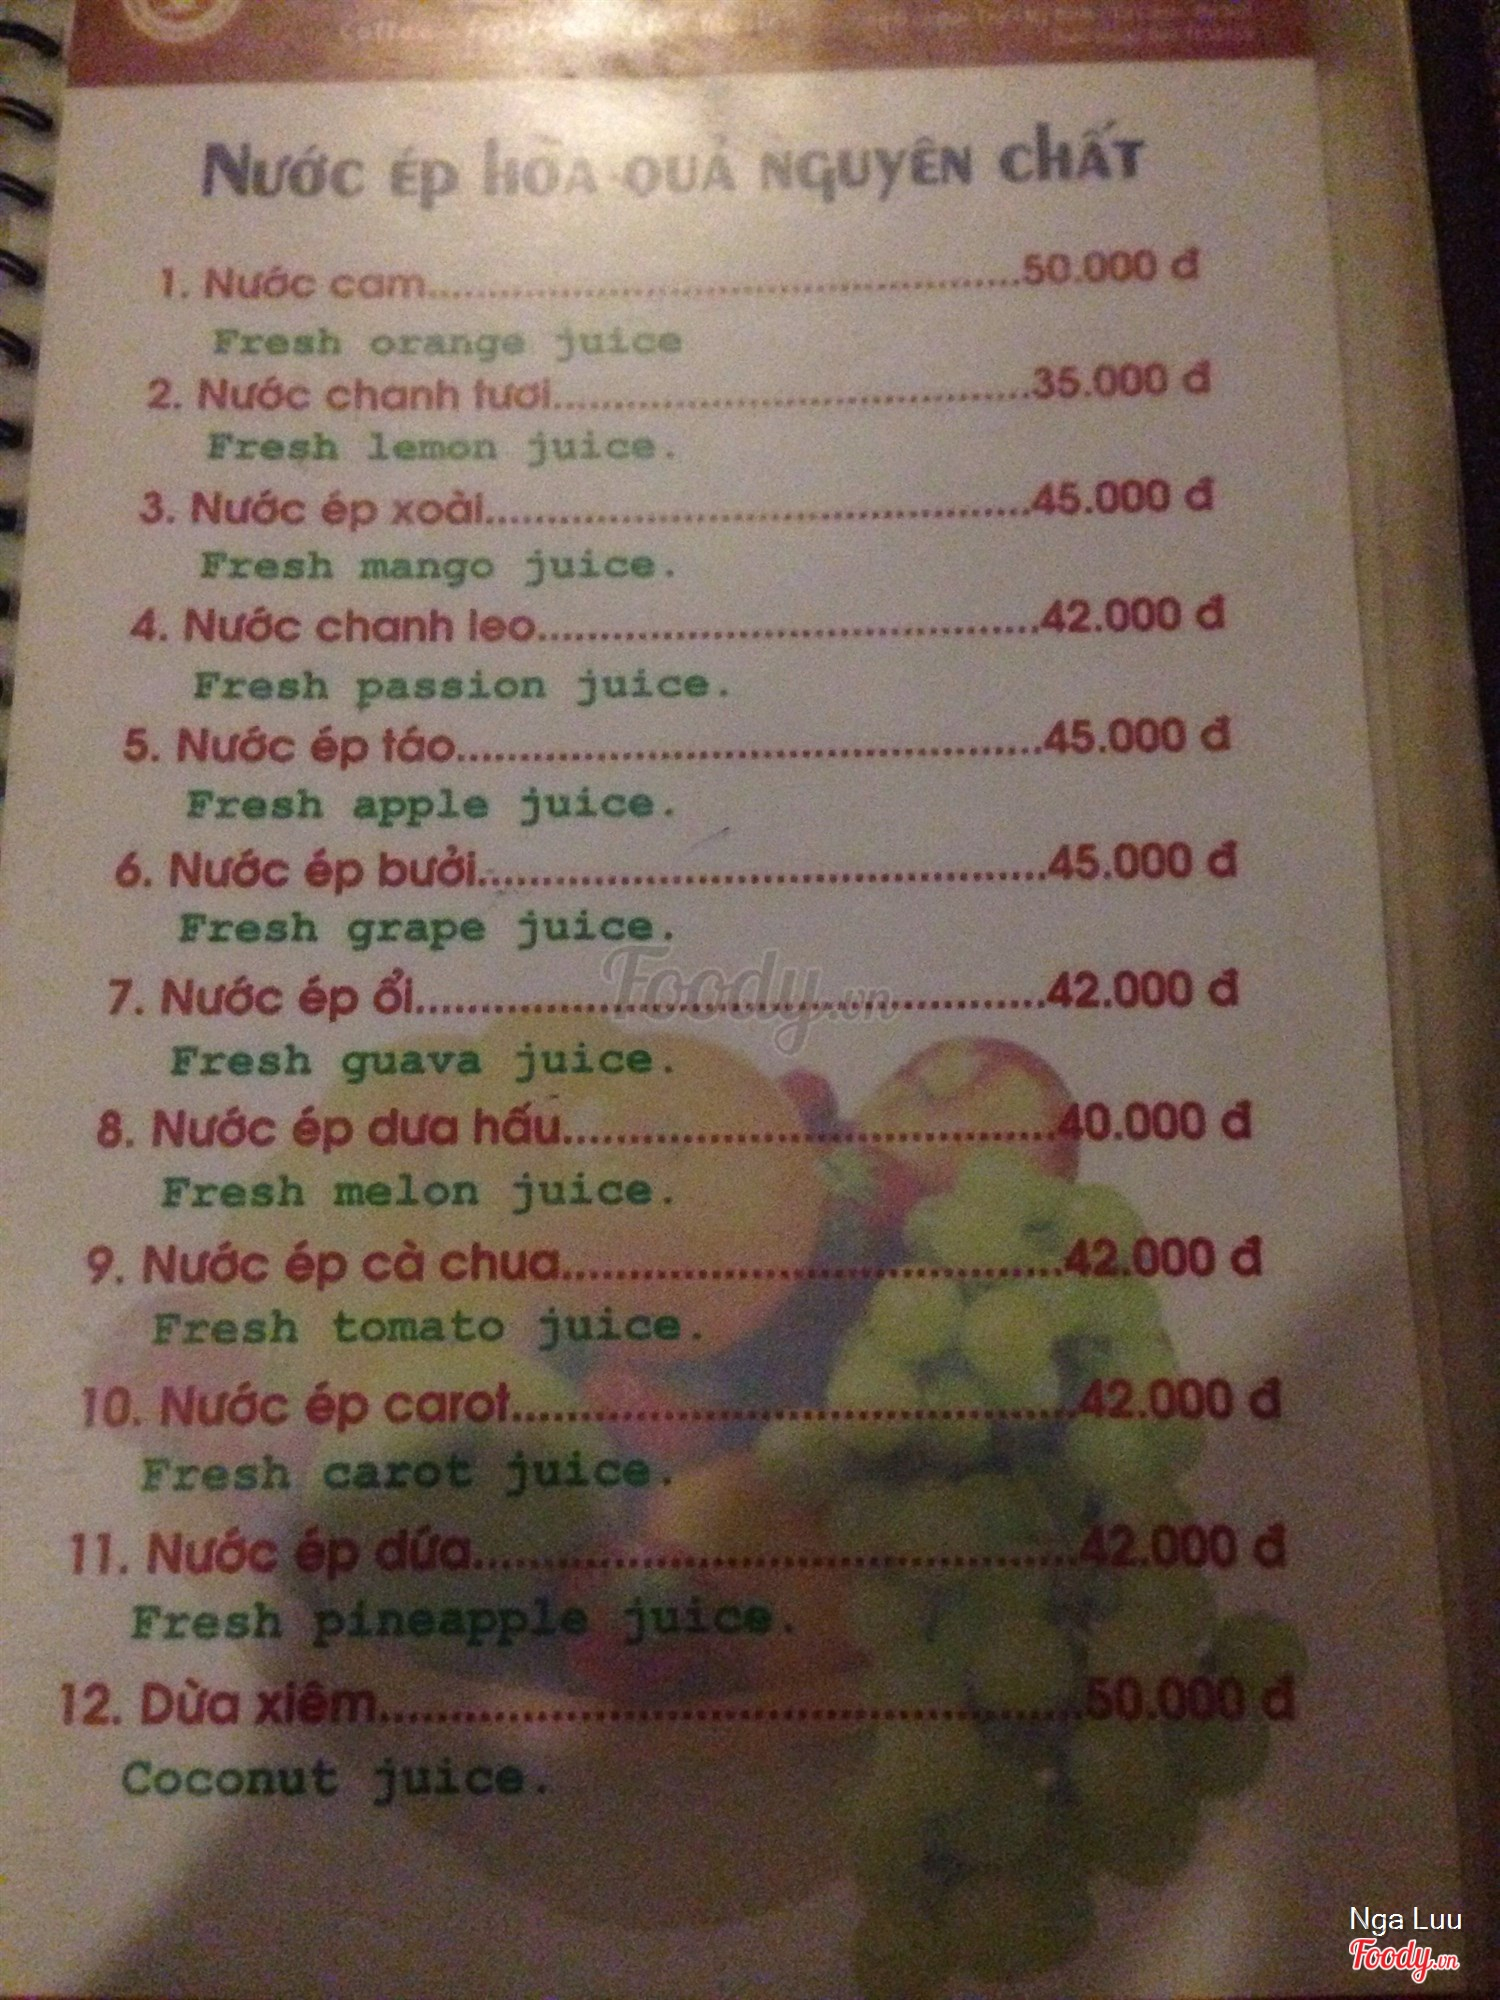 Coffee
NƯỚC ÉP HOA QUẢ NGUYÊN CHẤT
1. Nước cam..........50.000 đ
Fresh orange juice
2. Nước chanh tươi..........35.000 đ
Fresh lemon juice.
3. Nước ép xoài..........45.000 đ
Fresh mango juice.
4. Nước chanh leo..........42.000 đ
Fresh passion juice.
5. Nước ép táo..........45.000 đ
Fresh apple juice.
6. Nước ép bưởi..........45.000 đ
Fresh grape juice.
7. Nước ép ổi..........42.000 đ
Foody.vn
Fresh guava juice.
8. Nước ép dưa hấu..........40.000 đ
Fresh melon juice.
9. Nước ép cà chua..........42.000 đ
Fresh tomato juice.
10. Nước ép carot..........42.000 đ
Fresh carot juice.
11. Nước ép dứa..........42.000 đ
Fresh pineapple juice.
12. Dừa xiêm..........50.000 đ
Coconut juice.
Nga Luu
Foody.vn